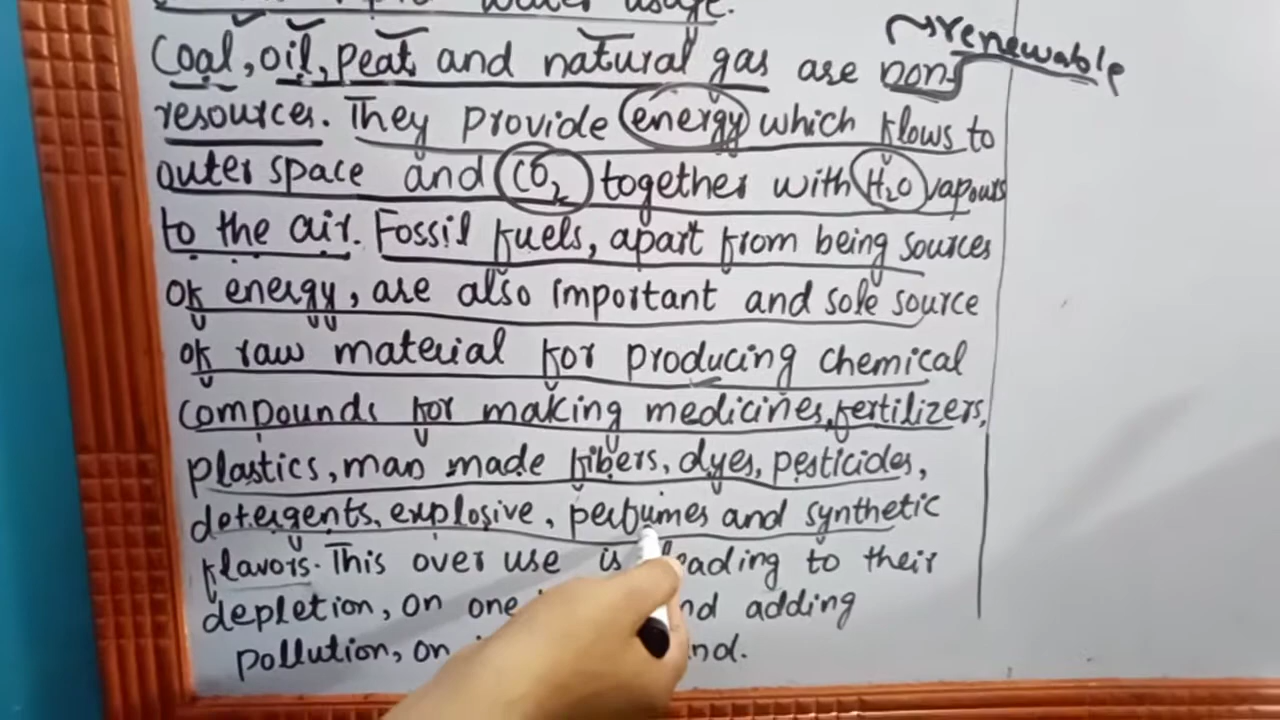 water usage.
Coal, oil, peat and natural gas are non renewable
resources. They provide energy which flows to
outer space and CO2 together with H2O vapours
to the air. Fossil fuels, apart from being sources
of energy, are also important and sole source
of raw material for producing chemical
compounds for making medicines, fertilizers,
plastics, man made fibers, dyes, pesticides,
detergents, explosive, perfumes and synthetic
flavors. This over use is leading to their
depletion, on one and adding
pollution, on